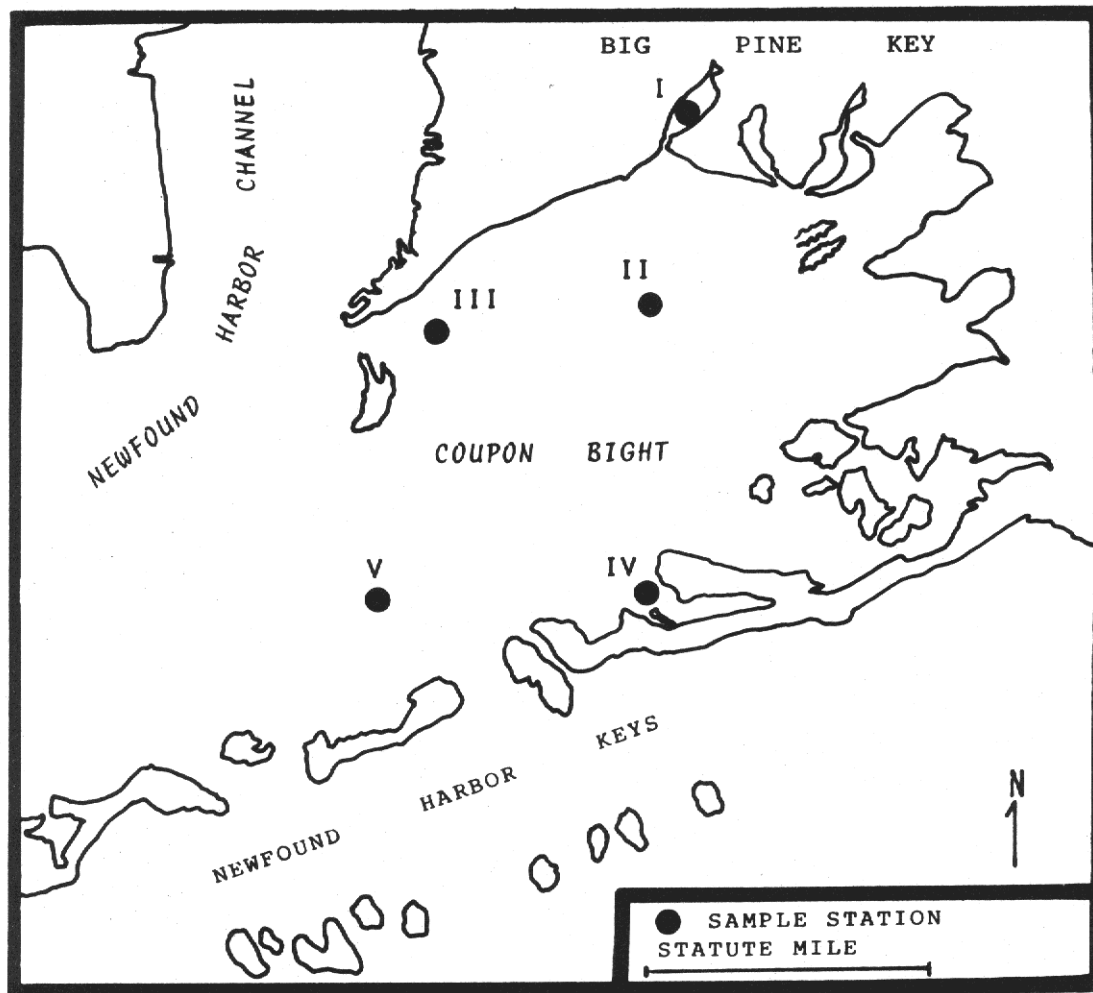 BIG PINE KEY
I
NEWFOUND HARBOR CHANNEL
II
III
COUPON BIGHT
V
IV
NEWFOUND HARBOR KEYS
N
SAMPLE STATION
STATUTE MILE